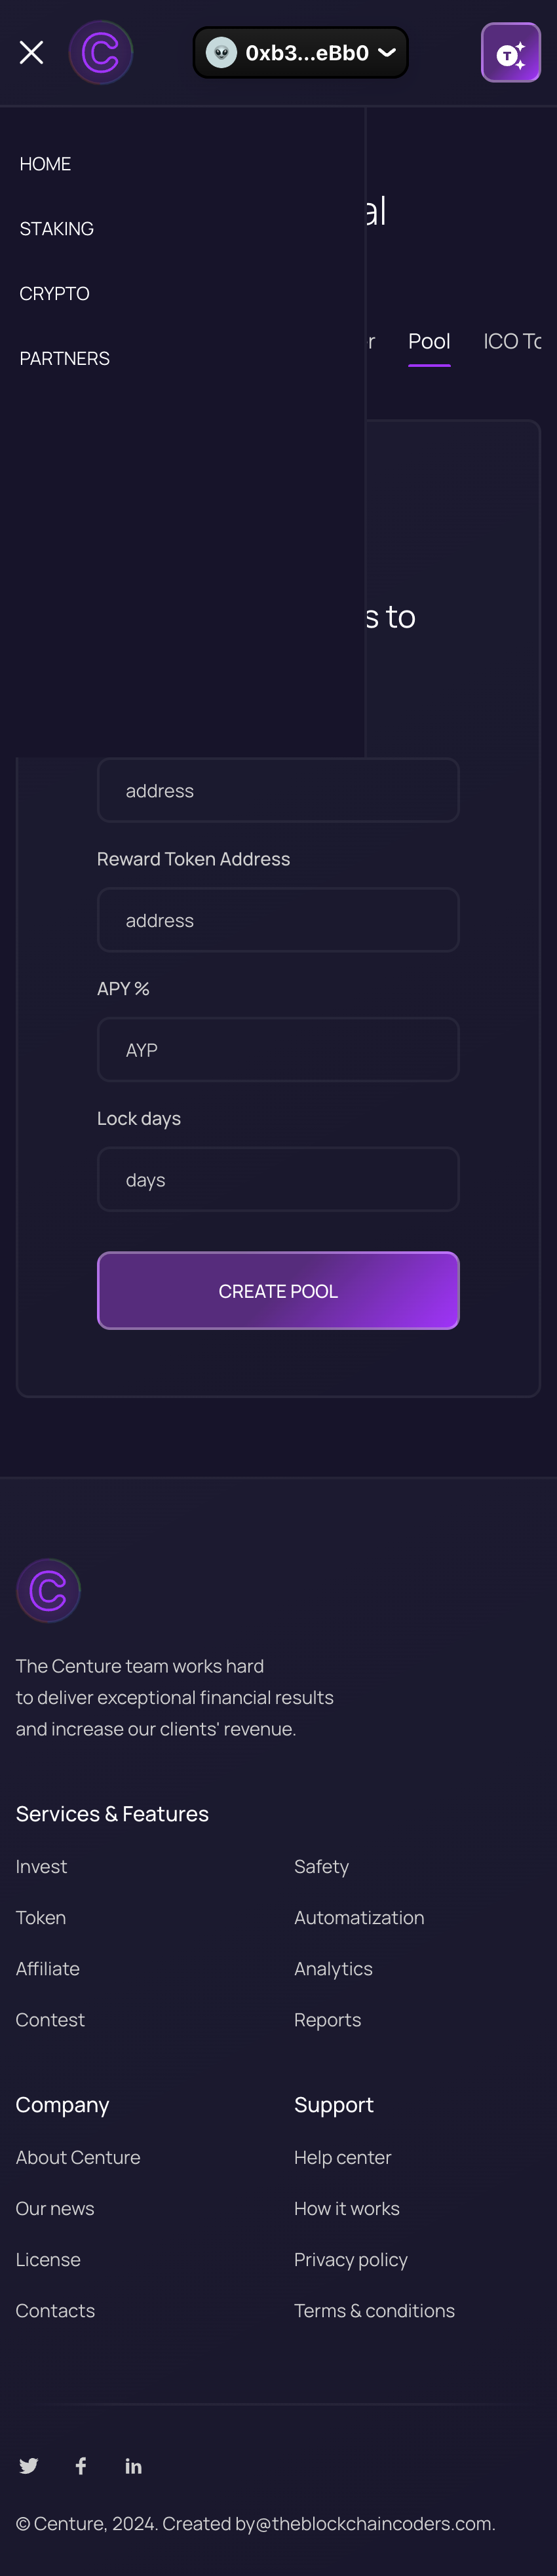 0xb3...eBb0
HOME
STAKING
CRYPTO
PARTNERS
Pool
s to
address
Reward Token Address
address
APY %
AYP
Lock days
days
CREATE POOL
The Centure team works hard
to deliver exceptional financial results
and increase our clients' revenue.
Services & Features
Invest
Safety
Token
Automatization
Affiliate
Analytics
Contest
Reports
Company
Support
About Centure
Help center
Our news
How it works
License
Privacy policy
Contacts
Terms & conditions
© Centure, 2024. Created by@theblockchaincoders.com.